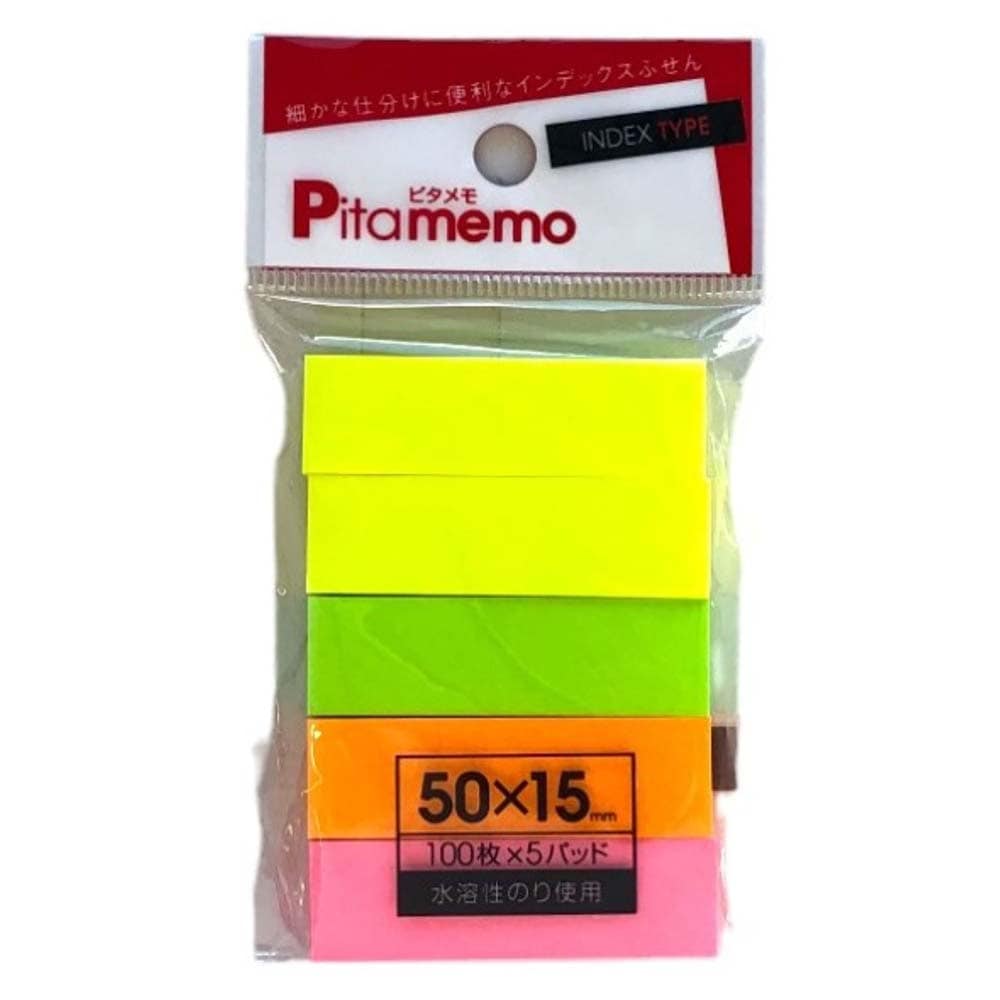 細かな仕分けに便利なインデックスふせん
INDEX TYPE
ピタメモ
Pitamemo
50×15mm
100枚×5パッド
水溶性のり使用